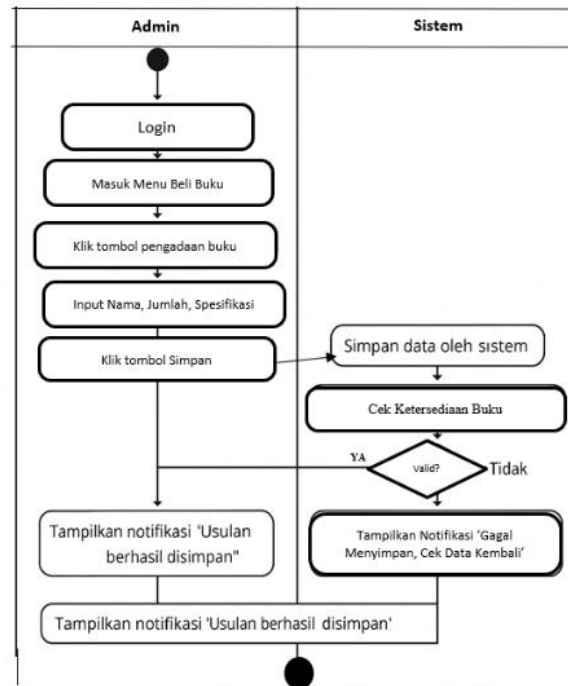 Admin
Sistem
Login
Masuk Menu Beli Buku
Klik tombol pengadaan buku
Input Nama, Jumlah, Spesifikasi
Klik tombol Simpan
Simpan data oleh sistem
Cek Ketersediaan Buku
YA
Valid?
Tidak
Tampilkan notifikasi 'Usulan
berhasil disimpan"
Tampilkan Notifikasi 'Gagal
Menyimpan, Cek Data Kembali'
Tampilkan notifikasi 'Usulan berhasil disimpan'